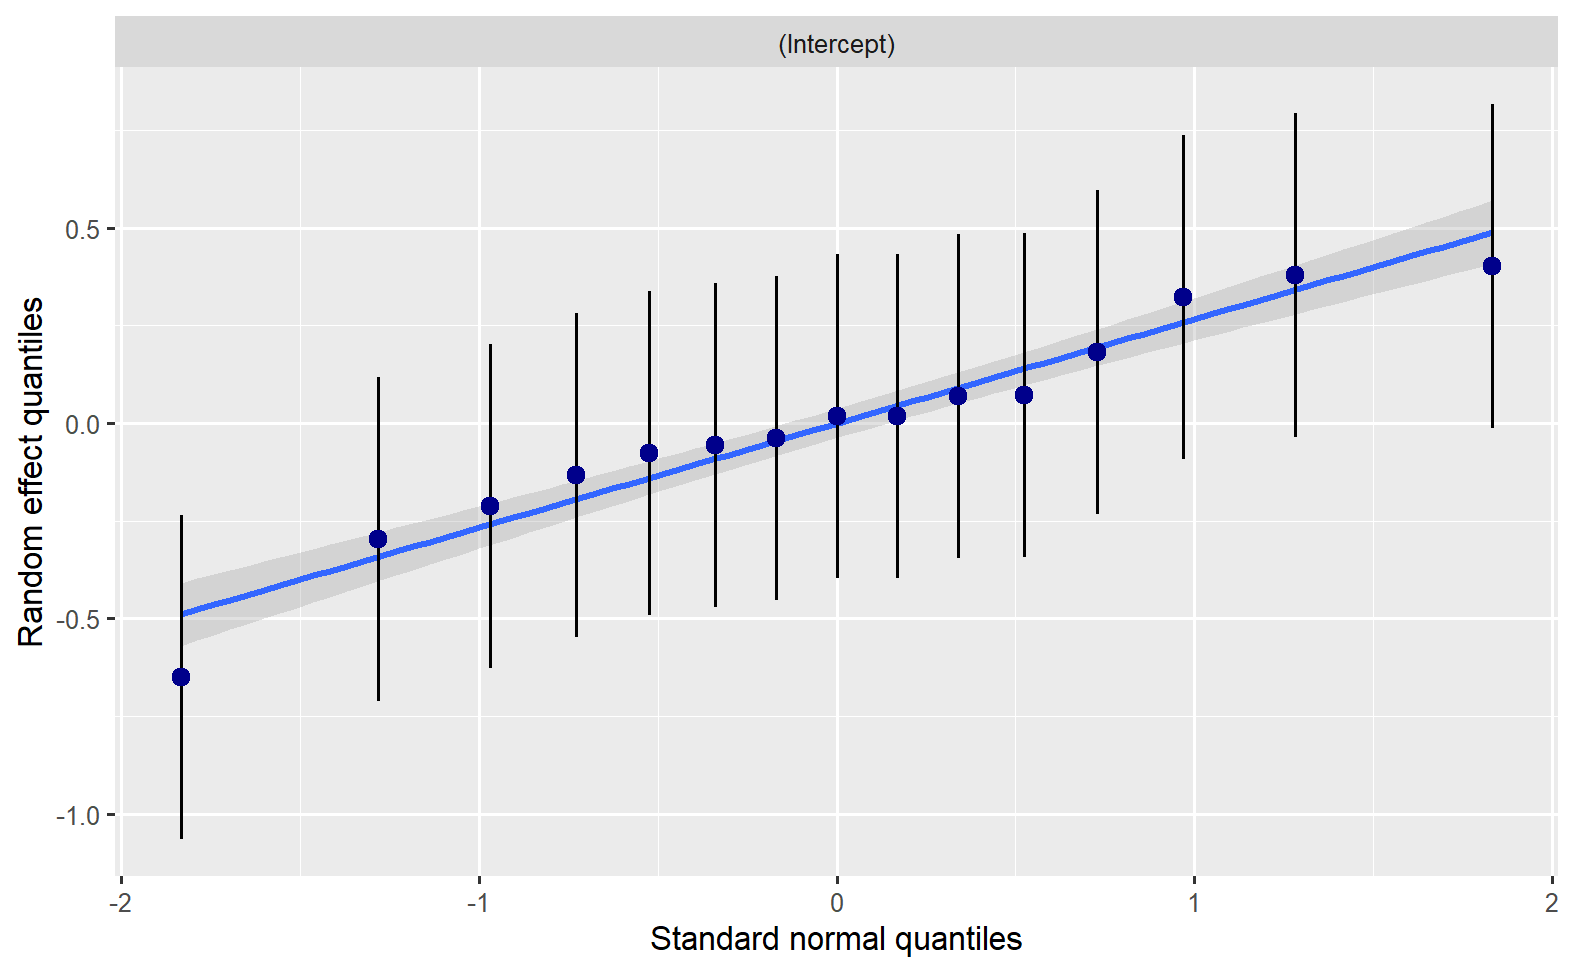 (Intercept)
Random effect quantiles
0.5
0.0
-0.5
-1.0
-2 -1 0 1 2
Standard normal quantiles